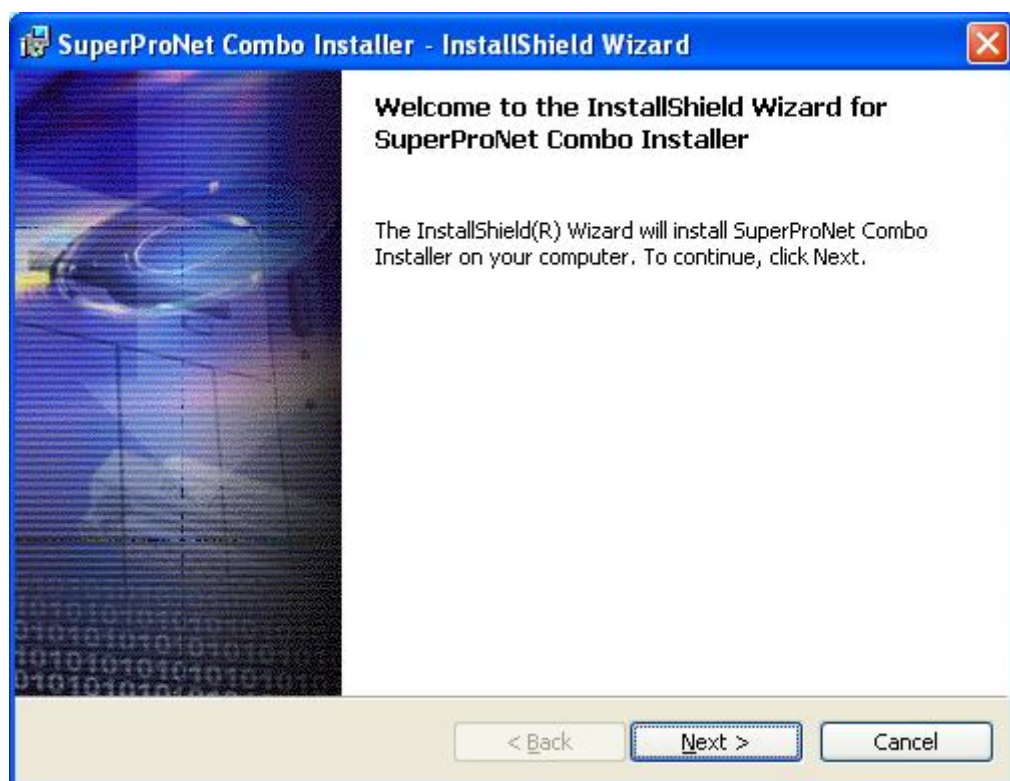 SuperProNet Combo Installer - InstallShield Wizard
Welcome to the InstallShield Wizard for
SuperProNet Combo Installer
The InstallShield(R) Wizard will install SuperProNet Combo
Installer on your computer. To continue, click Next.
< Back
Next >
Cancel